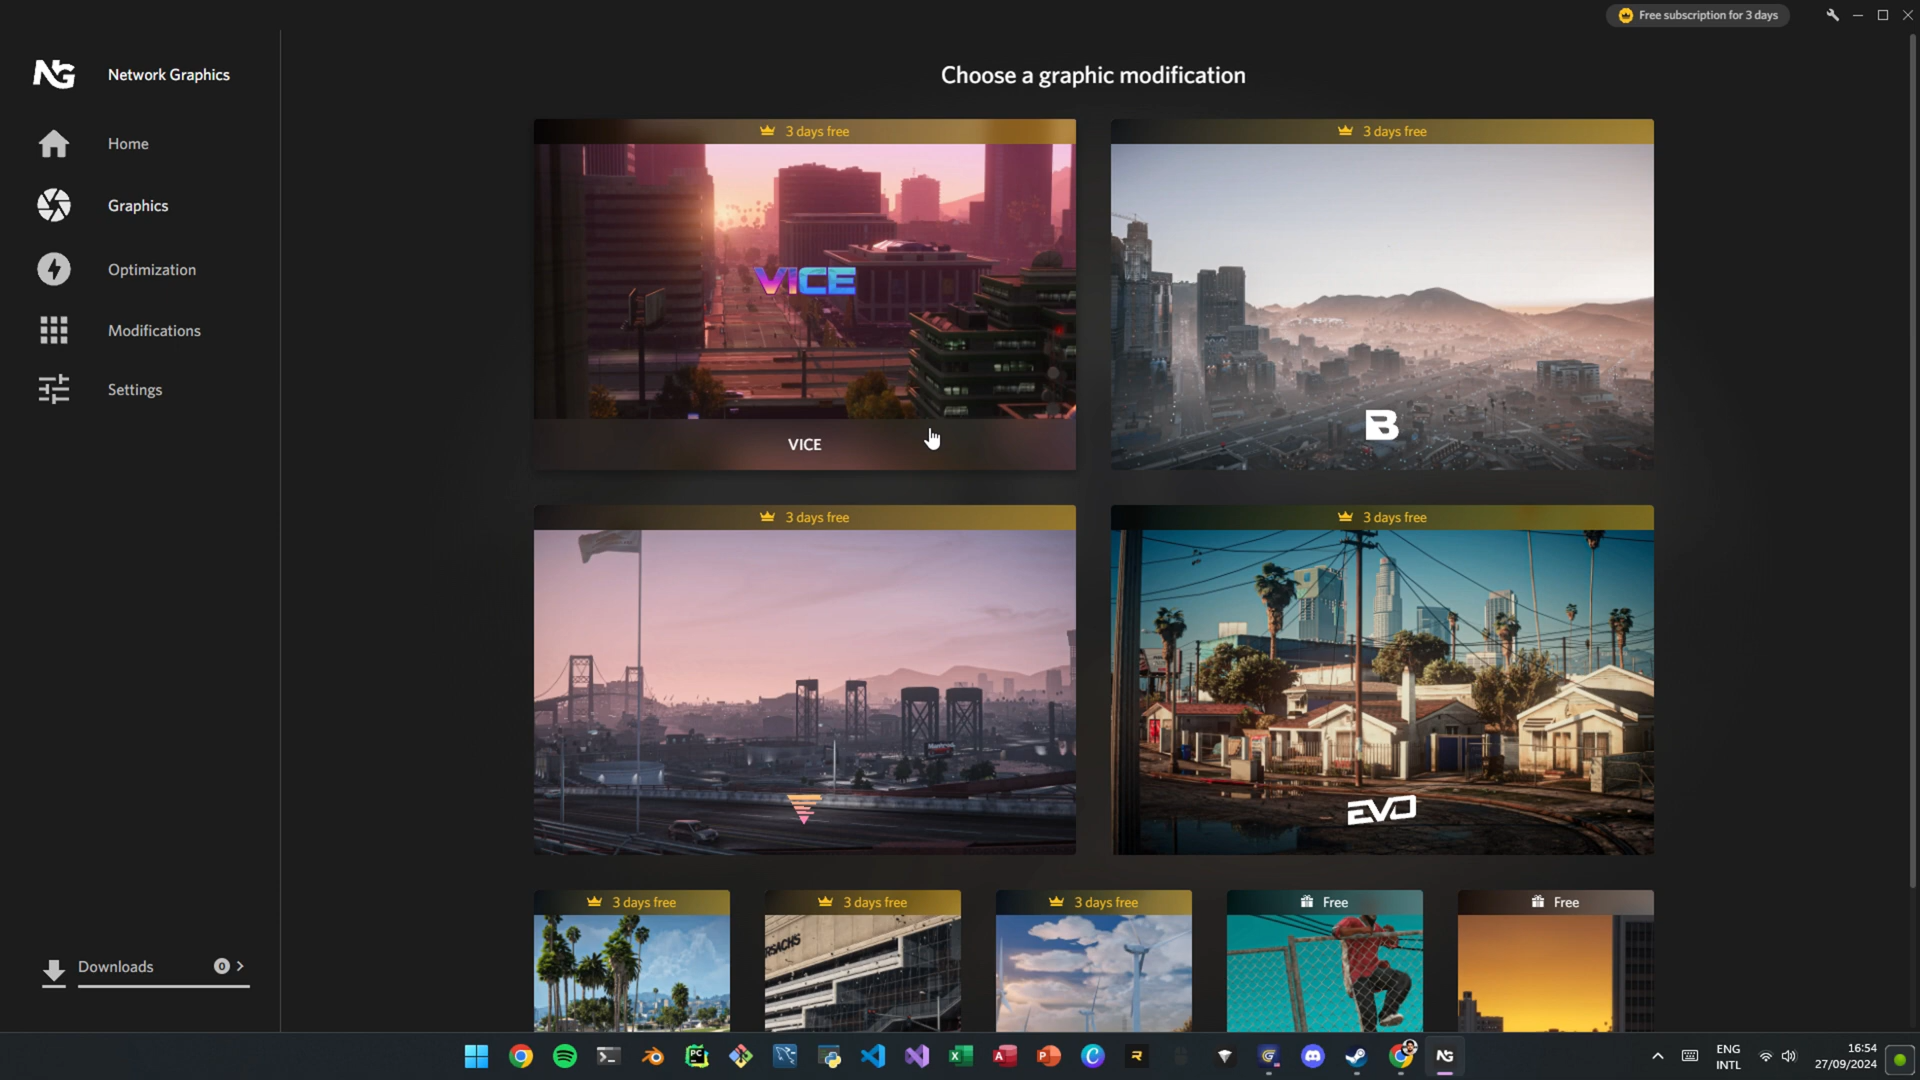 Free subscription for 3 days
NG
Network Graphics
Choose a graphic modification
Home
Graphics
Optimization
Modifications
Settings
3 days free
VICE
VICE
3 days free
B
3 days free
3 days free
EVO
3 days free
3 days free
3 days free
Free
Free
Downloads
0
ENG
INTL
16:54
27/09/2024